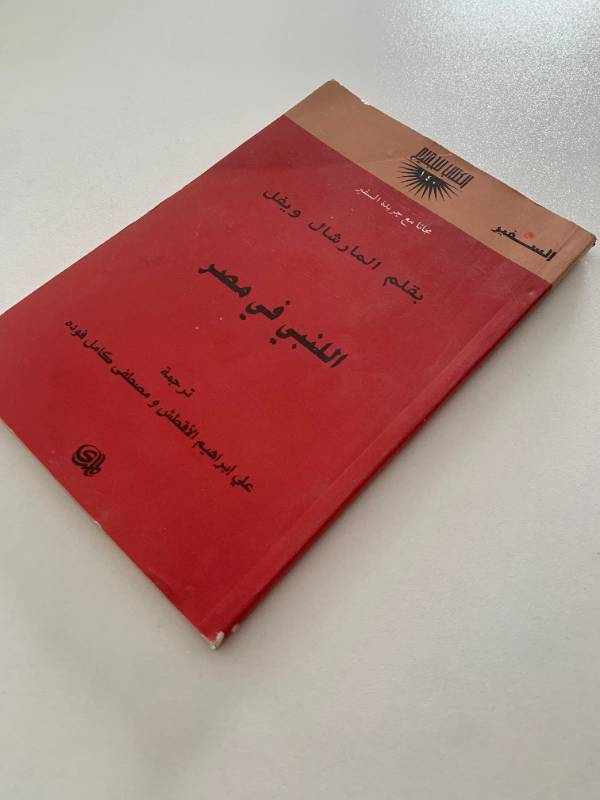 السفير
الكتاب للجميع
١٤٠
مجانا مع جريدة السفير
بقلم المارشال ويفل
اللنبي في مصر
ترجمة
علي إبراهيم الأقطش و مصطفى كامل فوده